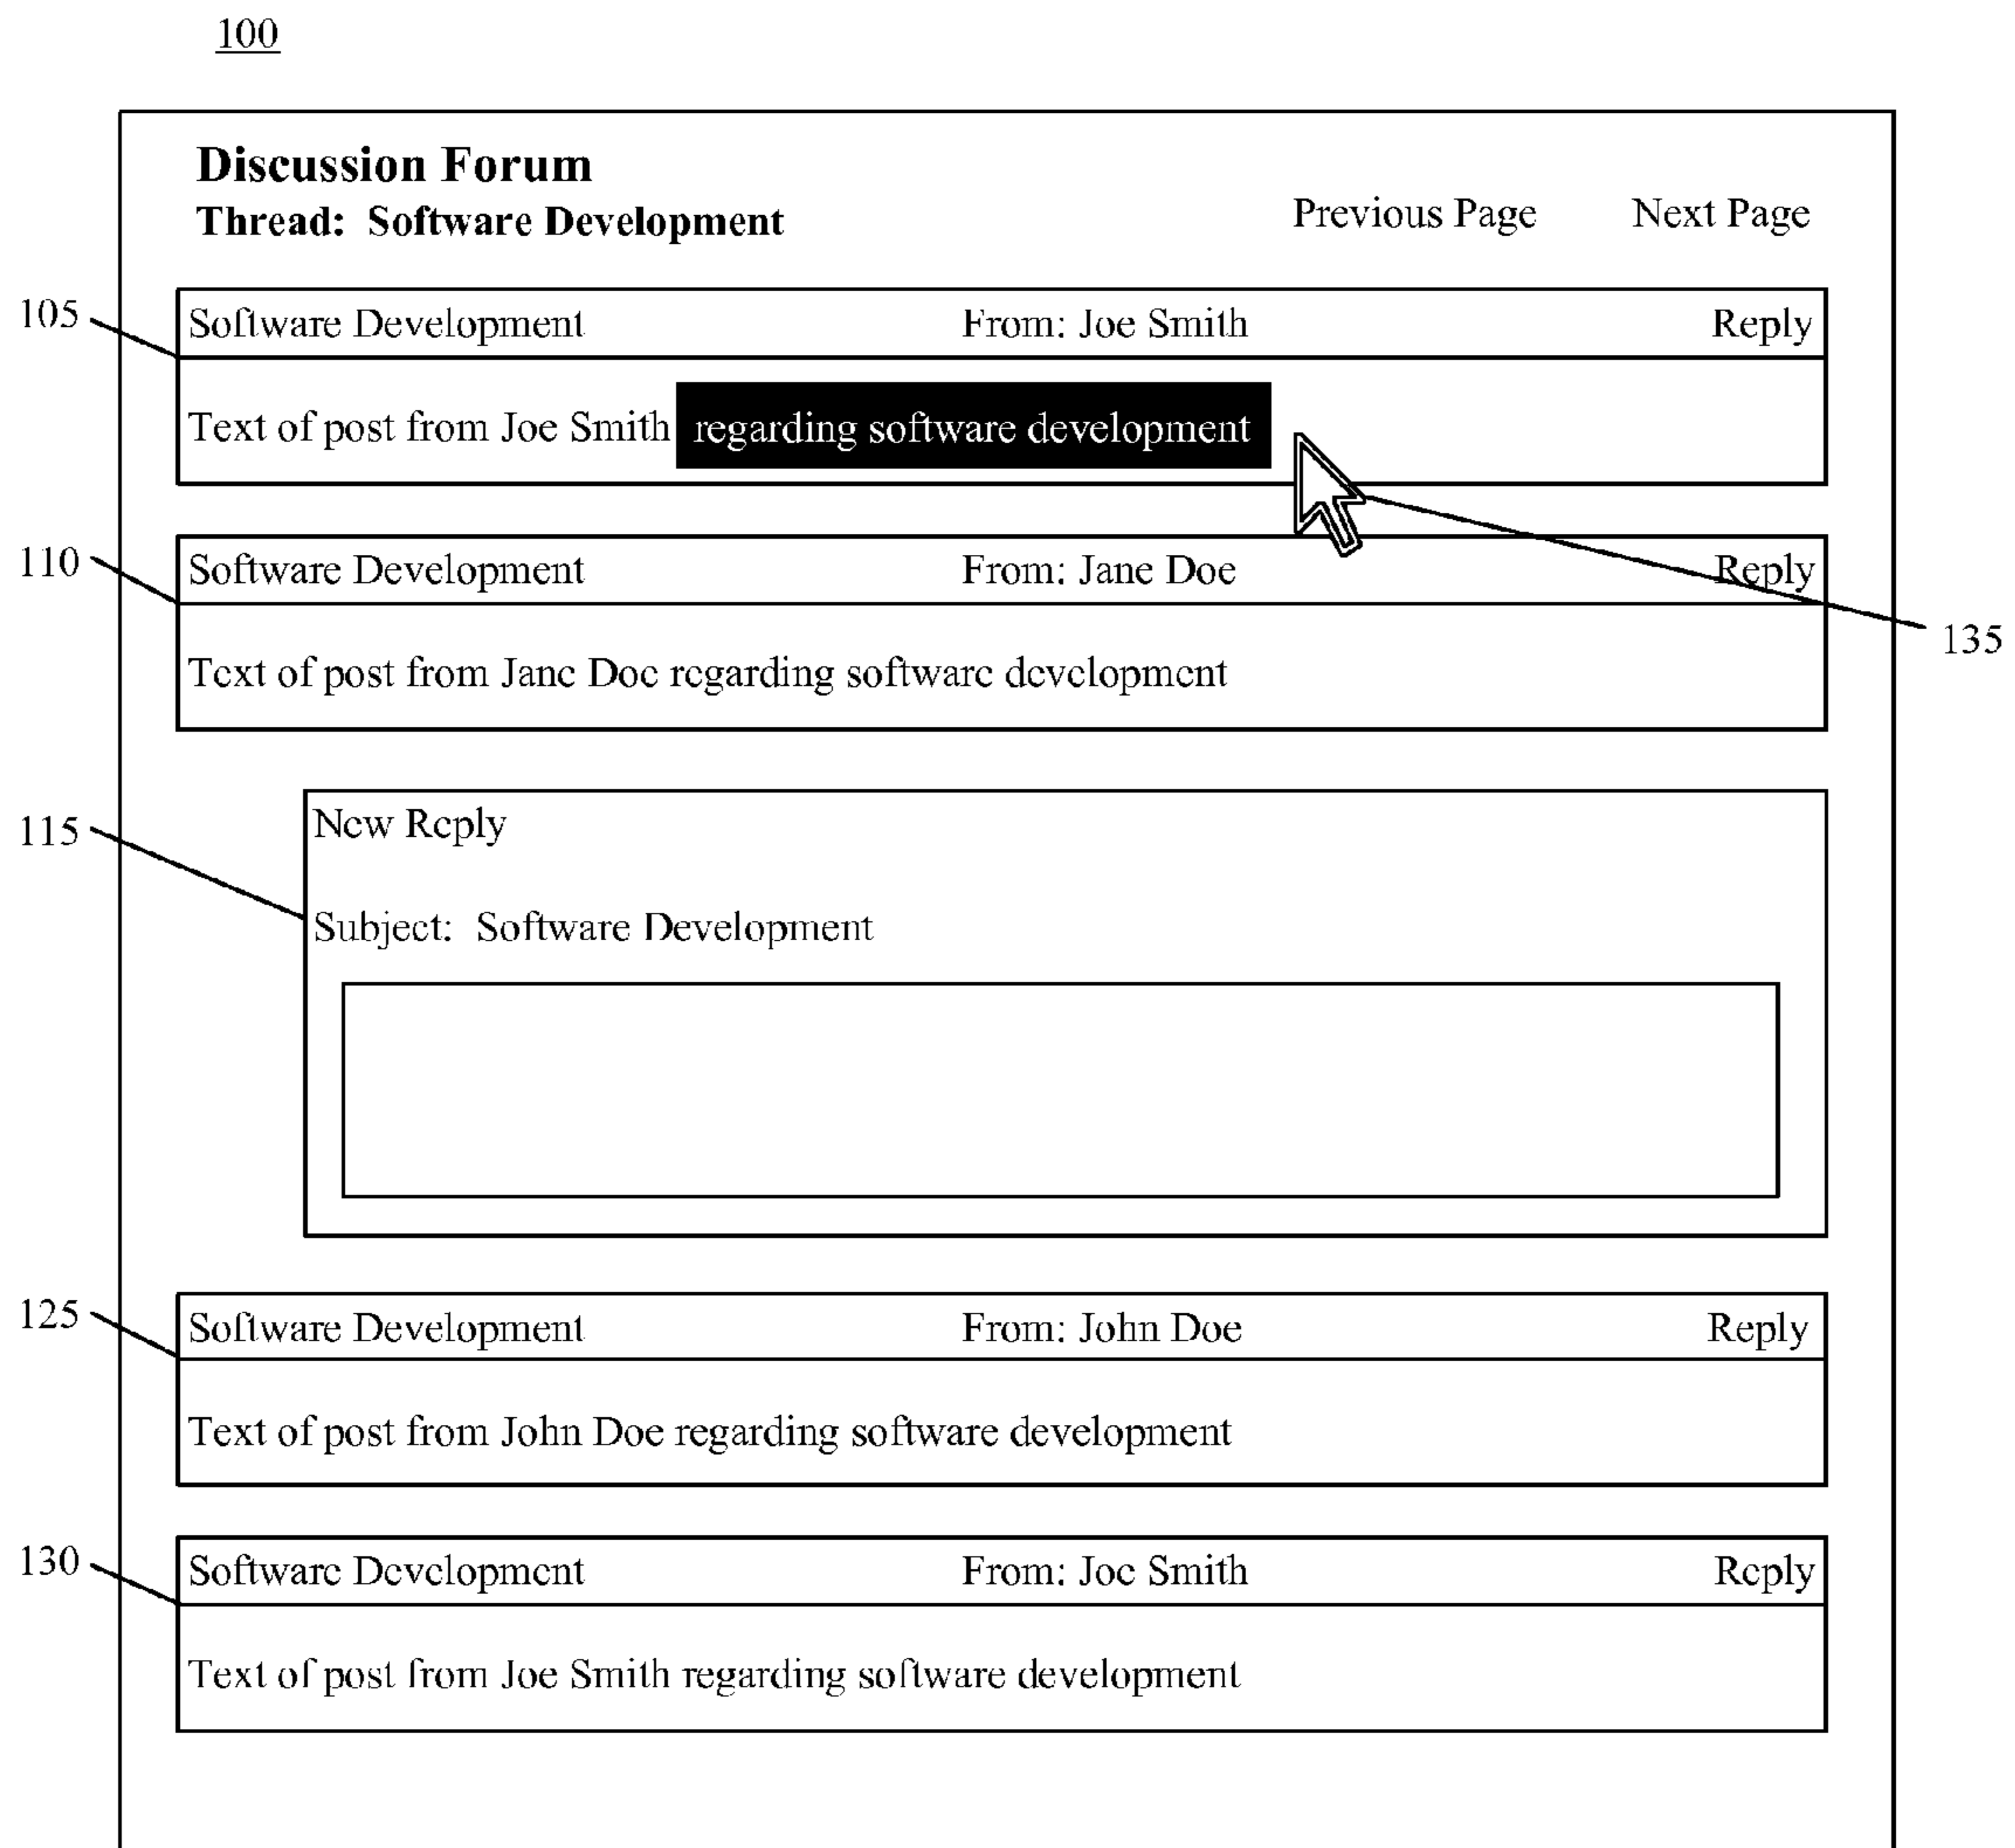 100
Discussion Forum
Thread: Software Development
Previous Page Next Page
105
Software Development From: Joe Smith Reply
Text of post from Joe Smith regarding software development
110
Software Development From: Jane Doe Reply
135
Text of post from Jane Doe regarding software development
115
New Reply
Subject: Software Development
125
Software Development From: John Doe Reply
Text of post from John Doe regarding software development
130
Software Development From: Joe Smith Reply
Text of post from Joe Smith regarding software development